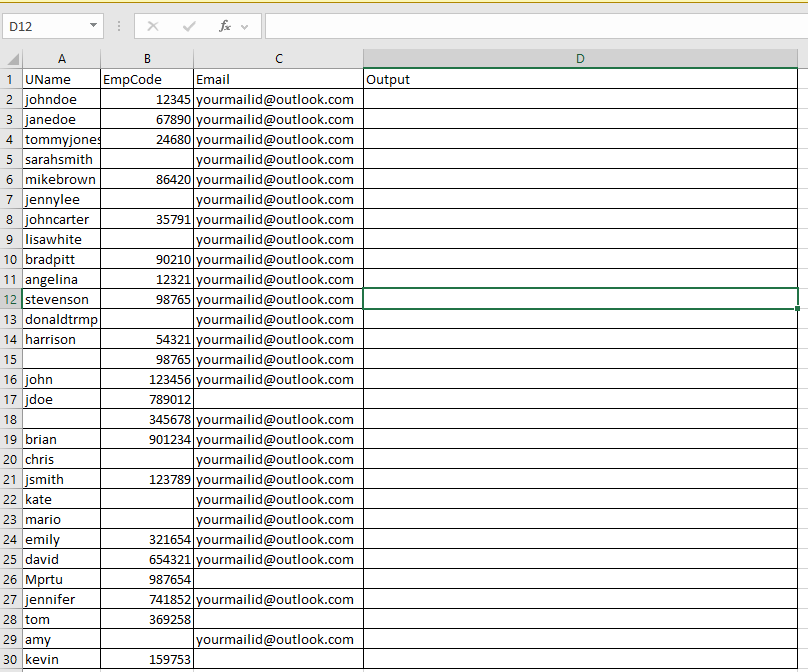 D12 fx
A B C D
1 UName EmpCode Email Output
2 johndoe 12345 yourmailid@outlook.com
3 janedoe 67890 yourmailid@outlook.com
4 tommyjones 24680 yourmailid@outlook.com
5 sarahsmith yourmailid@outlook.com
6 mikebrown 86420 yourmailid@outlook.com
7 jennylee yourmailid@outlook.com
8 johncarter 35791 yourmailid@outlook.com
9 lisawhite yourmailid@outlook.com
10 bradpitt 90210 yourmailid@outlook.com
11 angelina 12321 yourmailid@outlook.com
12 stevenson 98765 yourmailid@outlook.com
13 donaldtrmp yourmailid@outlook.com
14 harrison 54321 yourmailid@outlook.com
15 98765 yourmailid@outlook.com
16 john 123456 yourmailid@outlook.com
17 jdoe 789012
18 345678 yourmailid@outlook.com
19 brian 901234 yourmailid@outlook.com
20 chris yourmailid@outlook.com
21 jsmith 123789 yourmailid@outlook.com
22 kate yourmailid@outlook.com
23 mario yourmailid@outlook.com
24 emily 321654 yourmailid@outlook.com
25 david 654321 yourmailid@outlook.com
26 Mprtu 987654
27 jennifer 741852 yourmailid@outlook.com
28 tom 369258
29 amy yourmailid@outlook.com
30 kevin 159753